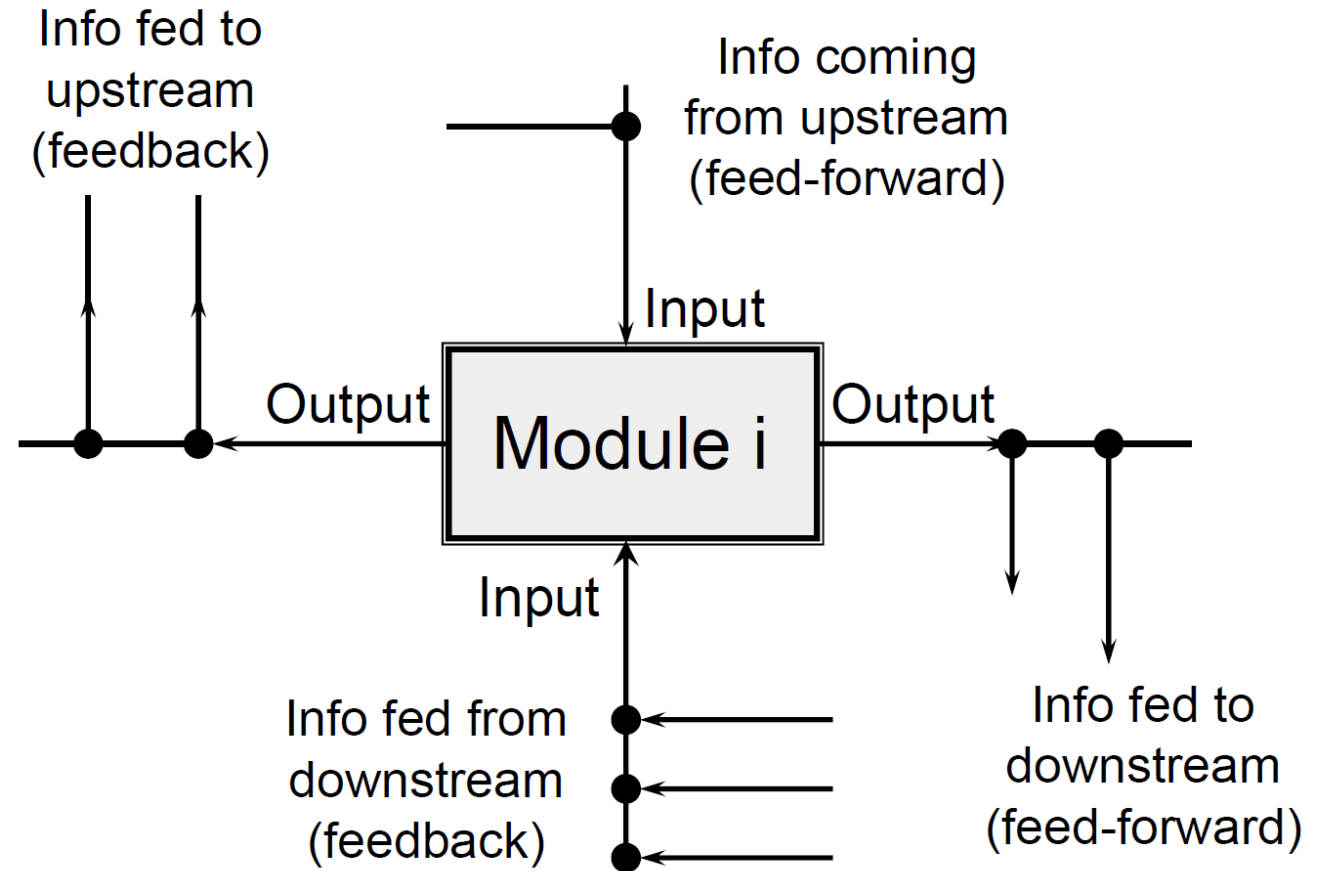 Info fed to
upstream
(feedback)
Info coming
from upstream
(feed-forward)
Input
Output
Module i
Output
Input
Info fed from
downstream
(feedback)
Info fed to
downstream
(feed-forward)